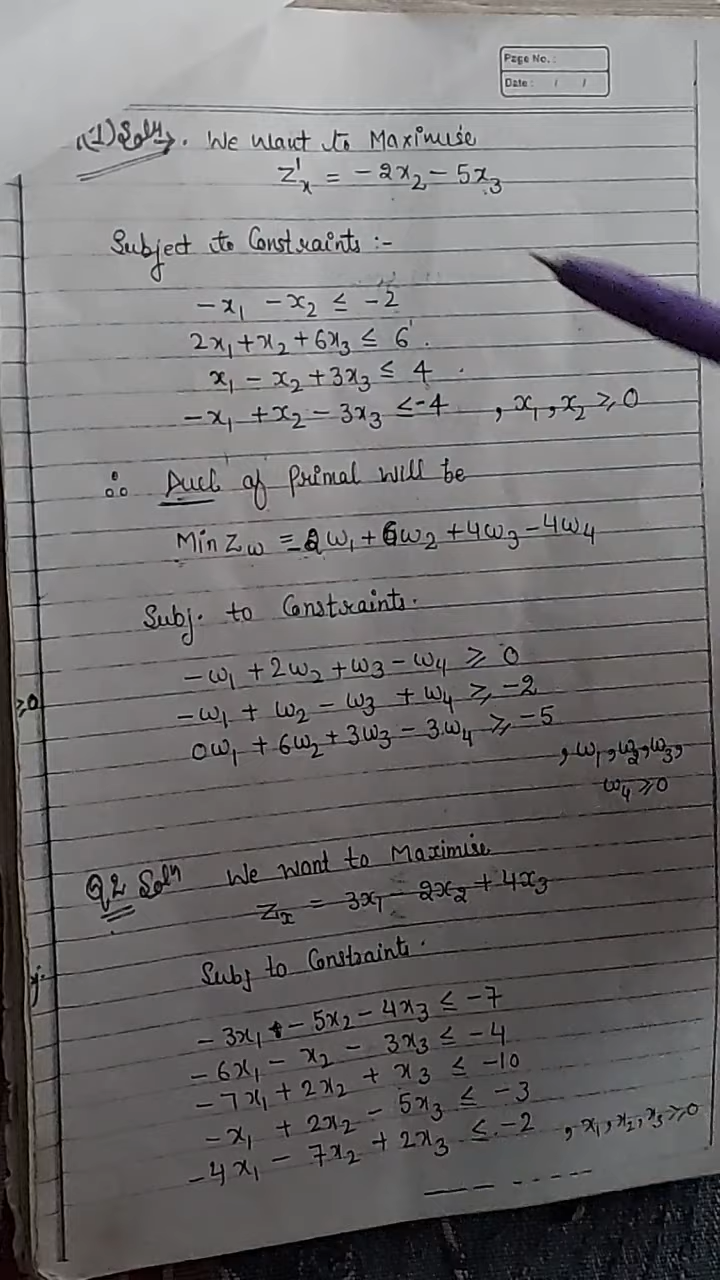 Page No. :
Date : / /
(1) Solⁿ → . We want to Maximise
Z'ₓ = - 2x₂ - 5x₃
Subject to Constraints :-
- x₁ - x₂ ≤ - 2
2x₁ + x₂ + 6x₃ ≤ 6 .
x₁ - x₂ + 3x₃ ≤ 4 .
- x₁ + x₂ - 3x₃ ≤ -4 , x₁ , x₂ ≥ 0
∴ Dual of Primal will be
Min Z_w = -2w₁ + 6w₂ + 4w₃ - 4w₄
Subj. to Constraints.
- w₁ + 2w₂ + w₃ - w₄ ≥ 0
≥0
- w₁ + w₂ - w₃ + w₄ ≥ -2
0w₁ + 6w₂ + 3w₃ - 3w₄ ≥ -5
, w₁ , w₂ , w₃ ,
w₄ ≥ 0
Q2 Solⁿ We want to Maximise
Zₓ = 3x₁ - 2x₂ + 4x₃
Subj to Constraint .
- 3x₁ - 5x₂ - 4x₃ ≤ - 7
- 6x₁ - x₂ - 3x₃ ≤ - 4
- 7x₁ + 2x₂ + x₃ ≤ -10
- x₁ + 2x₂ - 5x₃ ≤ - 3
- 4x₁ - 7x₂ + 2x₃ ≤ - 2 , x₁ , x₂ , x₃ ≥ 0